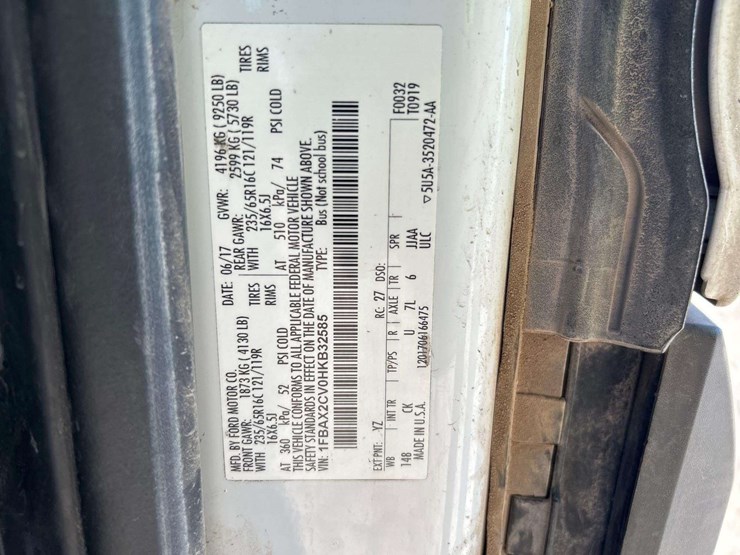 MFD. BY FORD MOTOR CO. DATE: 06/17 GVWR: 4196 KG ( 9250 LB)
FRONT GAWR: 1873 KG ( 4130 LB) REAR GAWR: 2599 KG ( 5730 LB)
WITH 235/65R16C 121/119R TIRES WITH 235/65R16C 121/119R TIRES
16X6.5J RIMS 16X6.5J RIMS
AT 360 kPa/ 52 PSI COLD AT 510 kPa/ 74 PSI COLD
THIS VEHICLE CONFORMS TO ALL APPLICABLE FEDERAL MOTOR VEHICLE
SAFETY STANDARDS IN EFFECT ON THE DATE OF MANUFACTURE SHOWN ABOVE.
VIN: 1FBAX2CV0HKB32585 TYPE: Bus (Not school bus)
EXT PNT: YZ RC: 27 DSO: F0032
WB INT TR TP/PS R AXLE TR SPR T0919
148 CK U 7L 6 JJAA
MADE IN U.S.A. 1201706166475 ULC ▽ 5U5A-3520472-AA